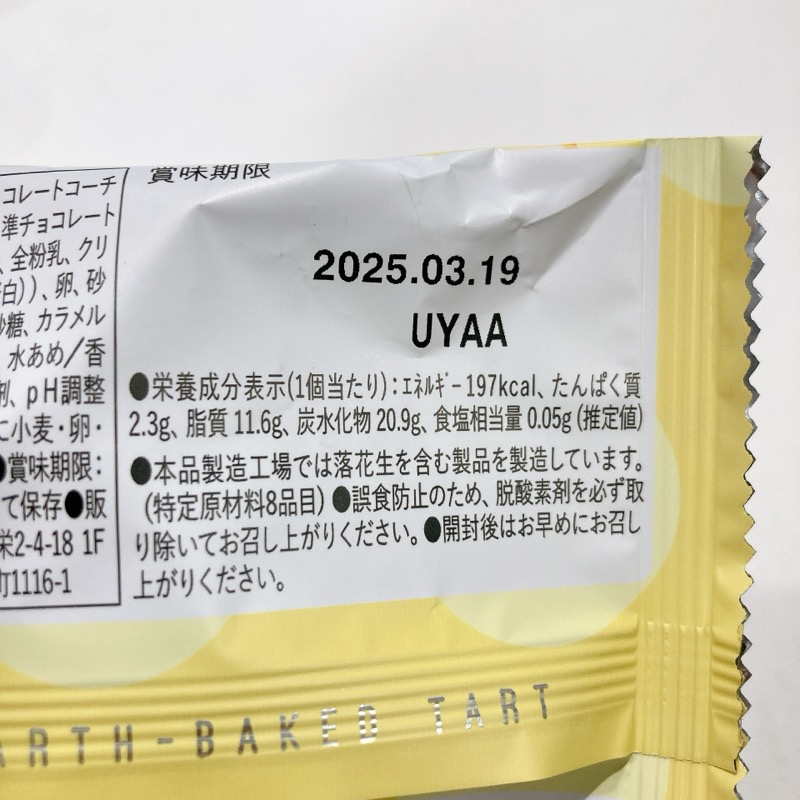 コレートコーチ
準チョコレート
、全粉乳、クリ
白))、卵、砂
糖、カラメル
水あめ/香
剤、pH調整
に小麦・卵・
●賞味期限:
て保存●販
栄2-4-18 1F
町1116-1
賞味期限
2025.03.19
UYAA
●栄養成分表示(1個当たり):エネルギー197kcal、たんぱく質
2.3g、脂質11.6g、炭水化物20.9g、食塩相当量0.05g(推定値)
●本品製造工場では落花生を含む製品を製造しています。
(特定原材料8品目)●誤食防止のため、脱酸素剤を必ず取
り除いてお召し上がりください。●開封後はお早めにお召し
上がりください。
ARTH-BAKED TART